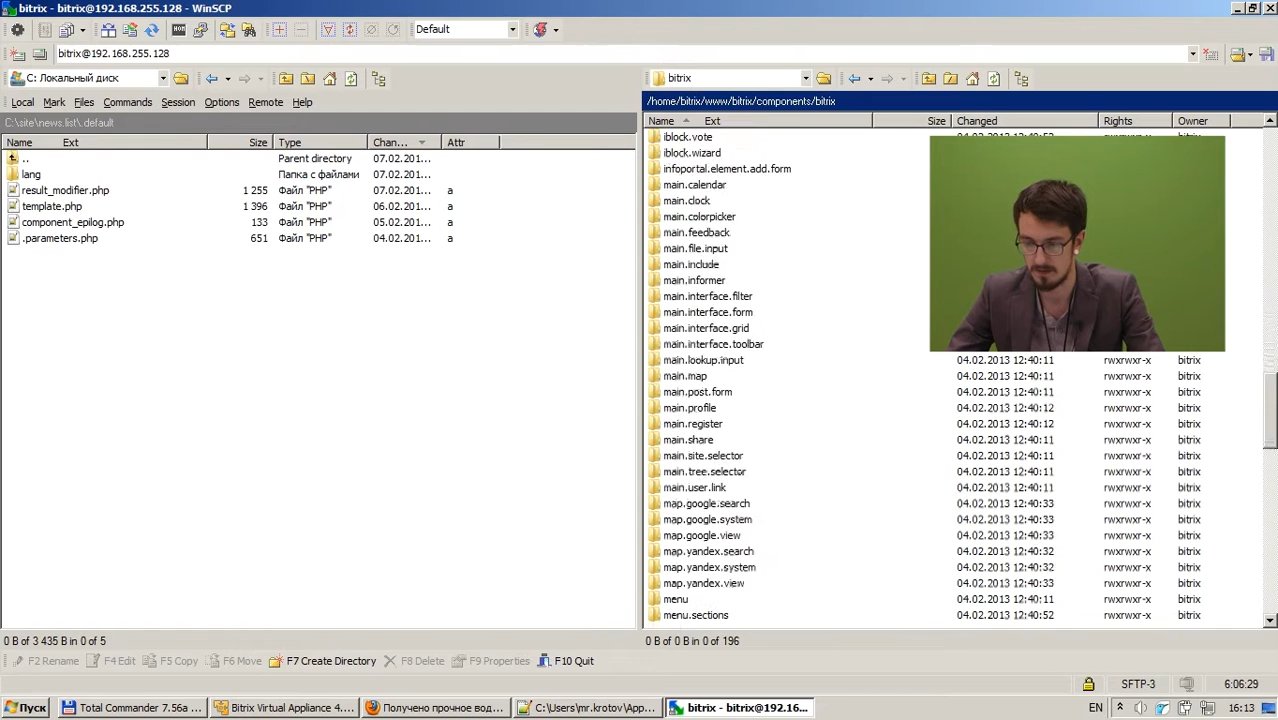 bitrix - bitrix@192.168.255.128 - WinSCP
Default
bitrix@192.168.255.128
C: Локальный диск
bitrix
Local Mark Files Commands Session Options Remote Help
/home/bitrix/www/bitrix/components/bitrix
C:\site\news.list\.default
Name Ext Size Changed Rights Owner
Name Ext Size Type Chan... Attr
.. Parent directory 07.02.201...
lang Папка с файлами 07.02.201...
result_modifier.php 1 255 Файл "PHP" 07.02.201... a
template.php 1 396 Файл "PHP" 06.02.201... a
component_epilog.php 133 Файл "PHP" 05.02.201... a
.parameters.php 651 Файл "PHP" 04.02.201... a
iblock.vote
iblock.wizard
infoportal.element.add.form
main.calendar
main.clock
main.colorpicker
main.feedback
main.file.input
main.include
main.informer
main.interface.filter
main.interface.form
main.interface.grid
main.interface.toolbar
main.lookup.input 04.02.2013 12:40:11 rwxrwxr-x bitrix
main.map 04.02.2013 12:40:11 rwxrwxr-x bitrix
main.post.form 04.02.2013 12:40:11 rwxrwxr-x bitrix
main.profile 04.02.2013 12:40:12 rwxrwxr-x bitrix
main.register 04.02.2013 12:40:12 rwxrwxr-x bitrix
main.share 04.02.2013 12:40:11 rwxrwxr-x bitrix
main.site.selector 04.02.2013 12:40:11 rwxrwxr-x bitrix
main.tree.selector 04.02.2013 12:40:11 rwxrwxr-x bitrix
main.user.link 04.02.2013 12:40:11 rwxrwxr-x bitrix
map.google.search 04.02.2013 12:40:33 rwxrwxr-x bitrix
map.google.system 04.02.2013 12:40:33 rwxrwxr-x bitrix
map.google.view 04.02.2013 12:40:33 rwxrwxr-x bitrix
map.yandex.search 04.02.2013 12:40:32 rwxrwxr-x bitrix
map.yandex.system 04.02.2013 12:40:32 rwxrwxr-x bitrix
map.yandex.view 04.02.2013 12:40:33 rwxrwxr-x bitrix
menu 04.02.2013 12:40:11 rwxrwxr-x bitrix
menu.sections 04.02.2013 12:40:52 rwxrwxr-x bitrix
0 B of 3 435 B in 0 of 5
0 B of 0 B in 0 of 196
F2 Rename F4 Edit F5 Copy F6 Move F7 Create Directory F8 Delete F9 Properties F10 Quit
SFTP-3 6:06:29
Пуск Total Commander 7.56a ... Bitrix Virtual Appliance 4.... Получено прочное вод... C:\Users\mr.krotov\App... bitrix - bitrix@192.16... EN 16:13